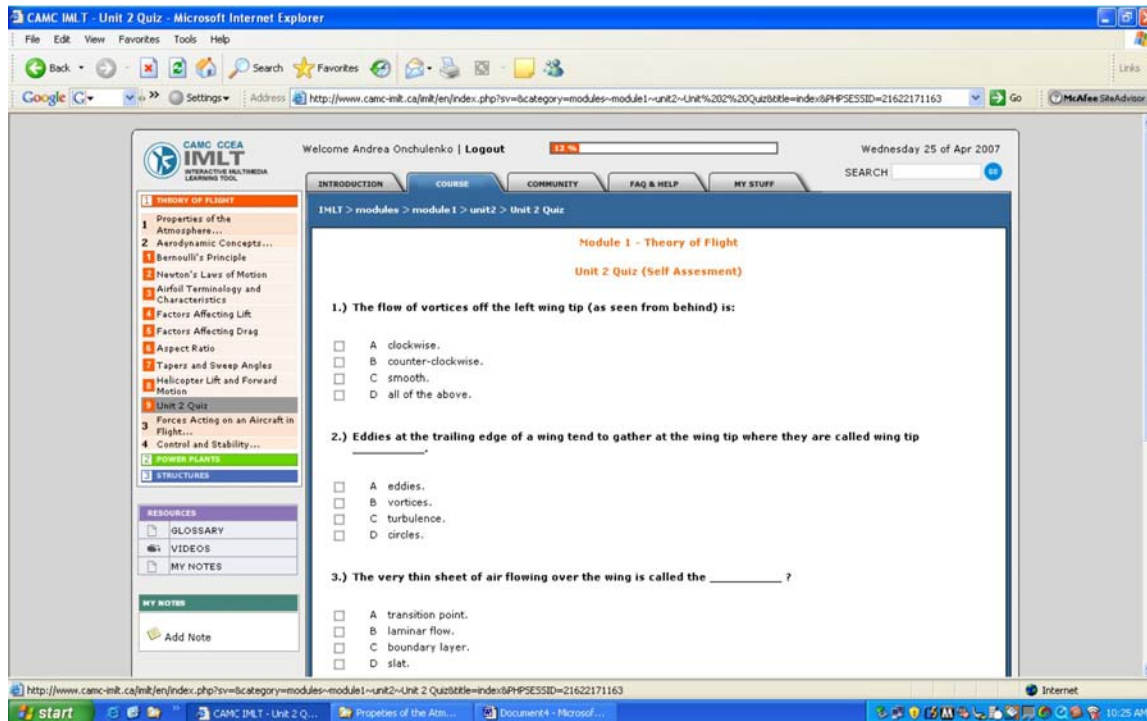 CAMC IMLT - Unit 2 Quiz - Microsoft Internet Explorer
File Edit View Favorites Tools Help
Back Search Favorites Links
Google G Settings Address http://www.camc-imlt.ca/imlt/en/index.php?sv=&category=modules~module1~unit2~Unit%202%20Quiz&title=index&PHPSESSID=21622171163 Go McAfee SiteAdvisor
CAMC CCEA
IMLT
INTERACTIVE MULTIMEDIA
LEARNING TOOL
Welcome Andrea Onchulenko | Logout 12 % Wednesday 25 of Apr 2007
SEARCH GO
INTRODUCTION COURSE COMMUNITY FAQ & HELP MY STUFF
IMLT > modules > module1 > unit2 > Unit 2 Quiz
1 THEORY OF FLIGHT
1 Properties of the
Atmosphere...
2 Aerodynamic Concepts...
1 Bernoulli's Principle
2 Newton's Laws of Motion
3 Airfoil Terminology and
Characteristics
4 Factors Affecting Lift
5 Factors Affecting Drag
6 Aspect Ratio
7 Tapers and Sweep Angles
8 Helicopter Lift and Forward
Motion
9 Unit 2 Quiz
3 Forces Acting on an Aircraft in
Flight...
4 Control and Stability...
2 POWER PLANTS
3 STRUCTURES
RESOURCES
GLOSSARY
VIDEOS
MY NOTES
MY NOTES
Add Note
Module 1 - Theory of Flight
Unit 2 Quiz (Self Assesment)
1.) The flow of vortices off the left wing tip (as seen from behind) is:
A clockwise.
B counter-clockwise.
C smooth.
D all of the above.
2.) Eddies at the trailing edge of a wing tend to gather at the wing tip where they are called wing tip
__________.
A eddies.
B vortices.
C turbulence.
D circles.
3.) The very thin sheet of air flowing over the wing is called the __________ ?
A transition point.
B laminar flow.
C boundary layer.
D slat.
http://www.camc-imlt.ca/imlt/en/index.php?sv=&category=modules~module1~unit2~Unit 2 Quiz&title=index&PHPSESSID=21622171163 Internet
start CAMC IMLT - Unit 2 Q... Propeties of the Atm... Document4 - Microsof... 10:25 AM